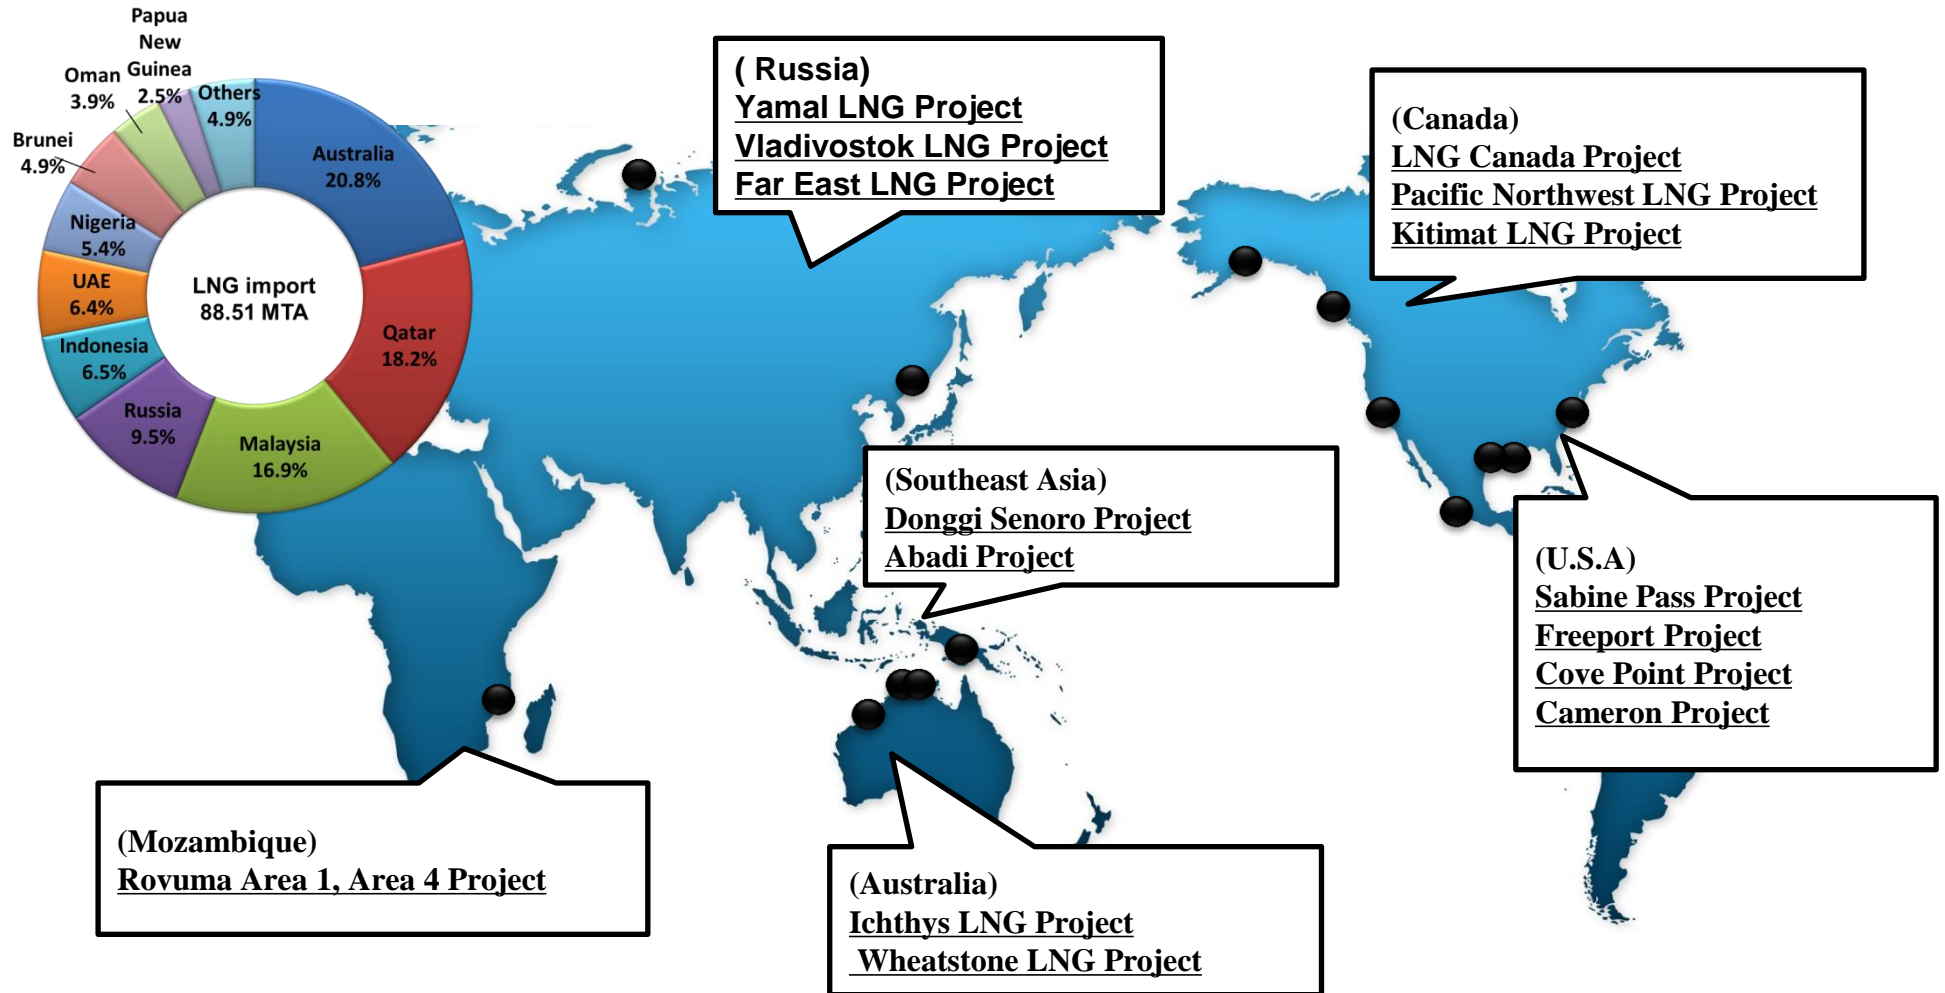 Papua
New
Guinea
2.5%
Oman
3.9%
Others
4.9%
Brunei
4.9%
Australia
20.8%
Nigeria
5.4%
UAE
6.4%
LNG import
88.51 MTA
Qatar
18.2%
Indonesia
6.5%
Russia
9.5%
Malaysia
16.9%
( Russia)
Yamal LNG Project
Vladivostok LNG Project
Far East LNG Project
(Canada)
LNG Canada Project
Pacific Northwest LNG Project
Kitimat LNG Project
(Southeast Asia)
Donggi Senoro Project
Abadi Project
(U.S.A)
Sabine Pass Project
Freeport Project
Cove Point Project
Cameron Project
(Mozambique)
Rovuma Area 1, Area 4 Project
(Australia)
Ichthys LNG Project
Wheatstone LNG Project